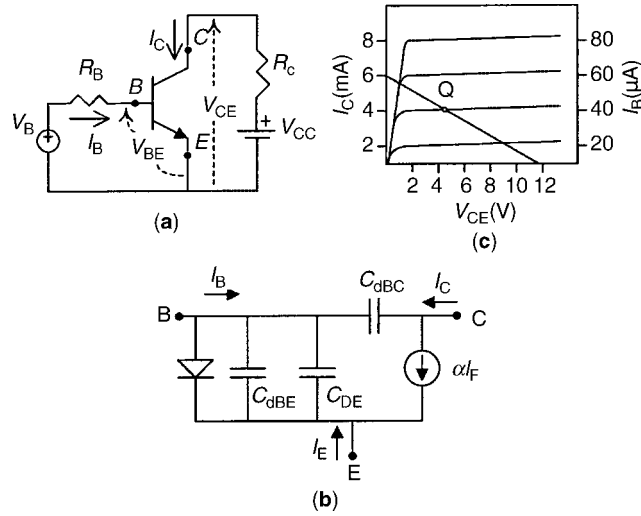 I_C C
R_B B R_c
V_B + I_B V_BE E V_CE + V_CC
(a)
I_C(mA) 8 6 4 2
Q
80 60 40 20 I_B(μA)
0 2 4 6 8 10 12
V_CE(V)
(c)
I_B C_dBC I_C
B C
C_dBE C_DE αI_F
I_E
E
(b)